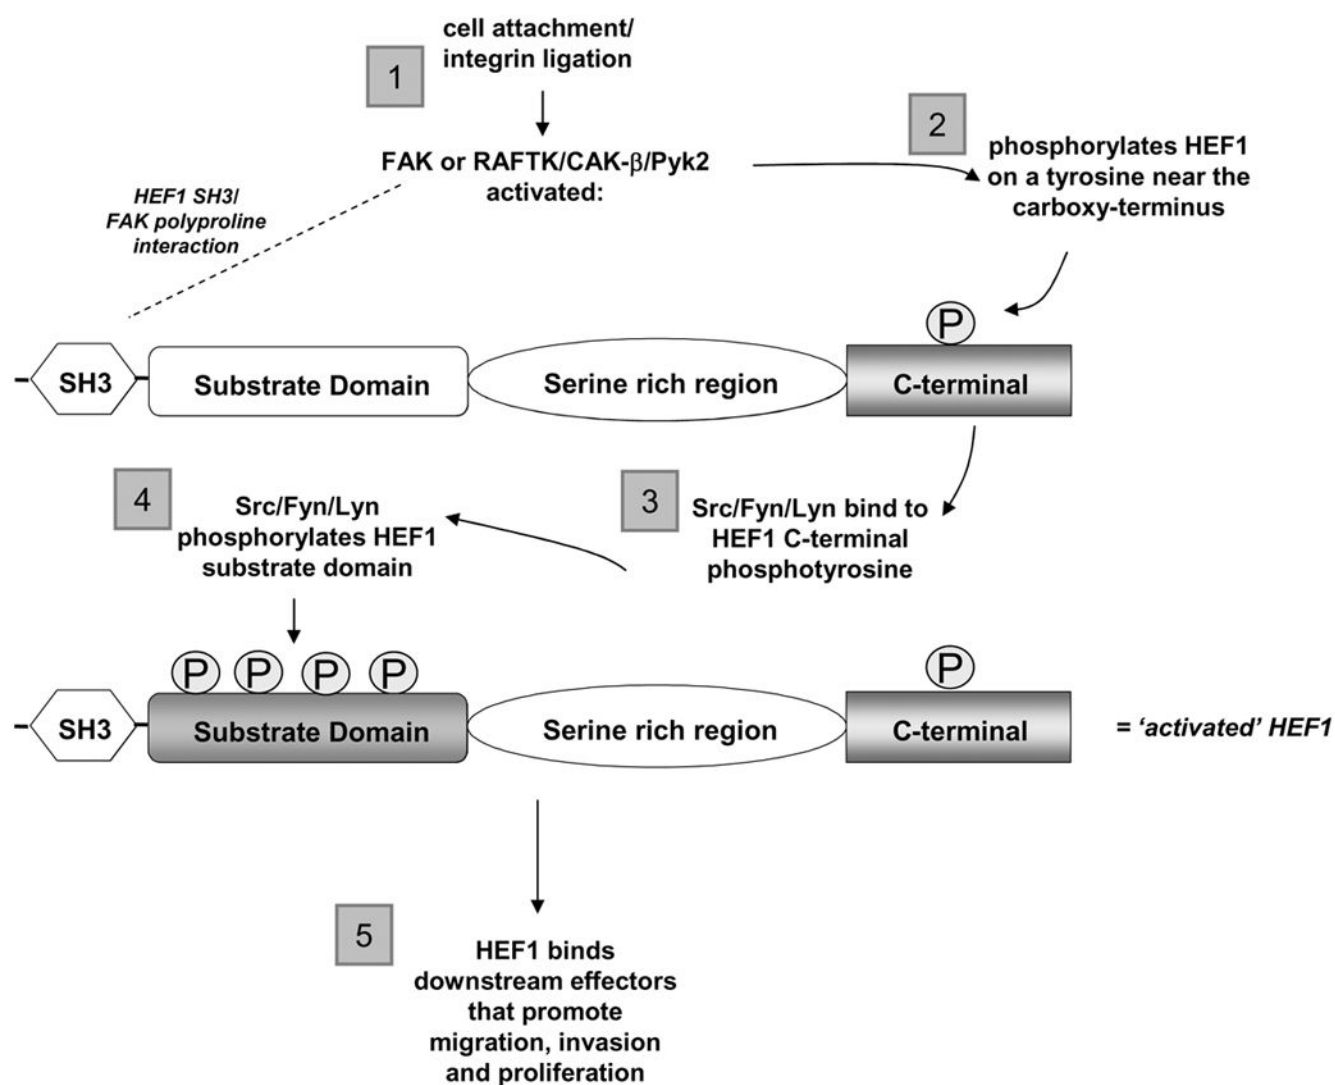 1
cell attachment/
integrin ligation
FAK or RAFTK/CAK-β/Pyk2
activated:
2
phosphorylates HEF1
on a tyrosine near the
carboxy-terminus
HEF1 SH3/
FAK polyproline
interaction
P
SH3
Substrate Domain
Serine rich region
C-terminal
4
Src/Fyn/Lyn
phosphorylates HEF1
substrate domain
3
Src/Fyn/Lyn bind to
HEF1 C-terminal
phosphotyrosine
P P P P
P
SH3
Substrate Domain
Serine rich region
C-terminal
= ‘activated’ HEF1
5
HEF1 binds
downstream effectors
that promote
migration, invasion
and proliferation